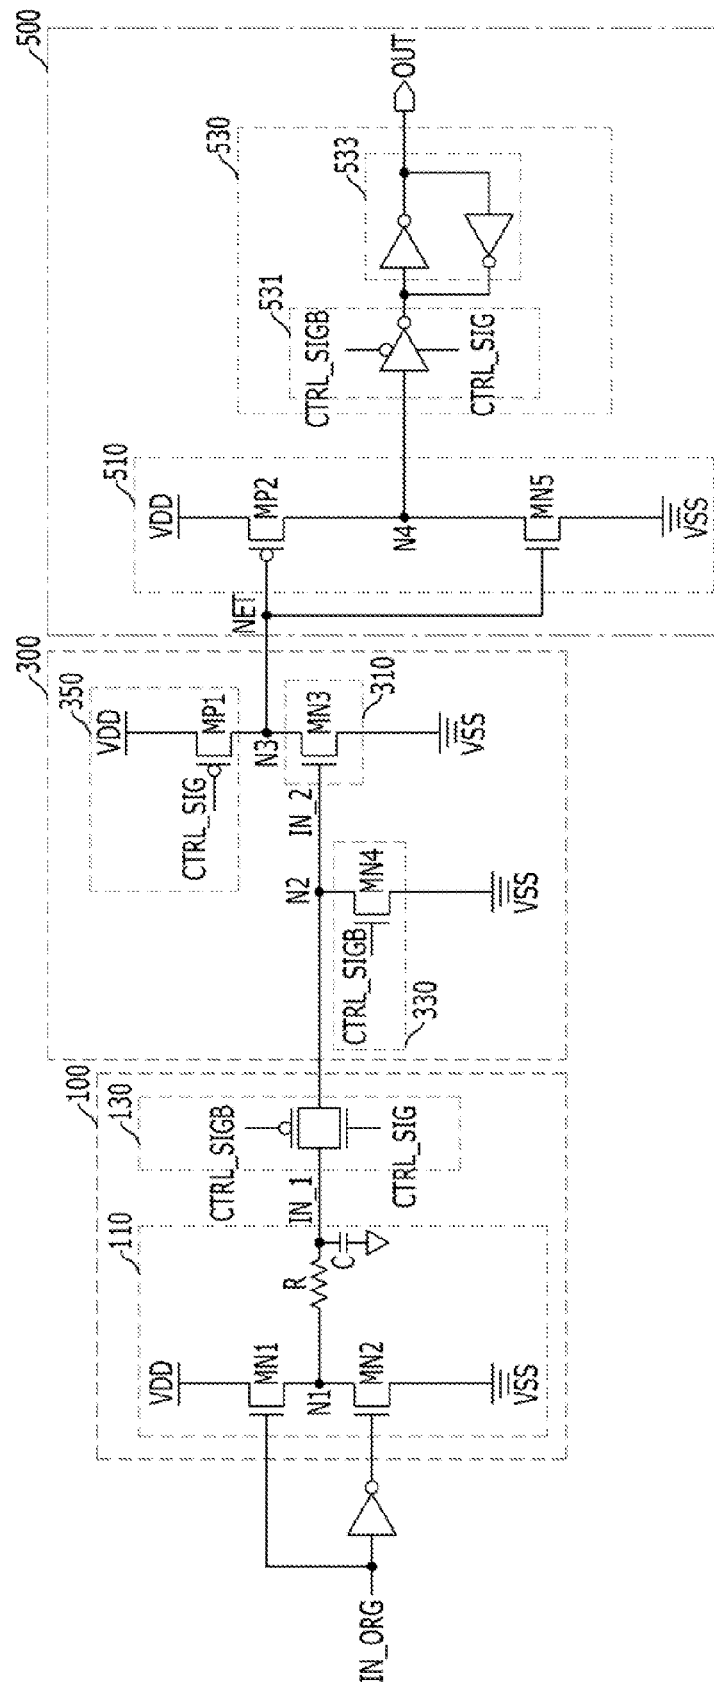 IN_ORG
100
110
VDD
MN1
N1
MN2
VSS
R
C
IN_1
130
CTRL_SIGB
CTRL_SIG
300
N2
330
CTRL_SIGB
MN4
VSS
IN_2
350
VDD
CTRL_SIG
MP1
N3
310
MN3
VSS
500
NET
510
VDD
MP2
N4
MN5
VSS
530
531
CTRL_SIGB
CTRL_SIG
533
OUT